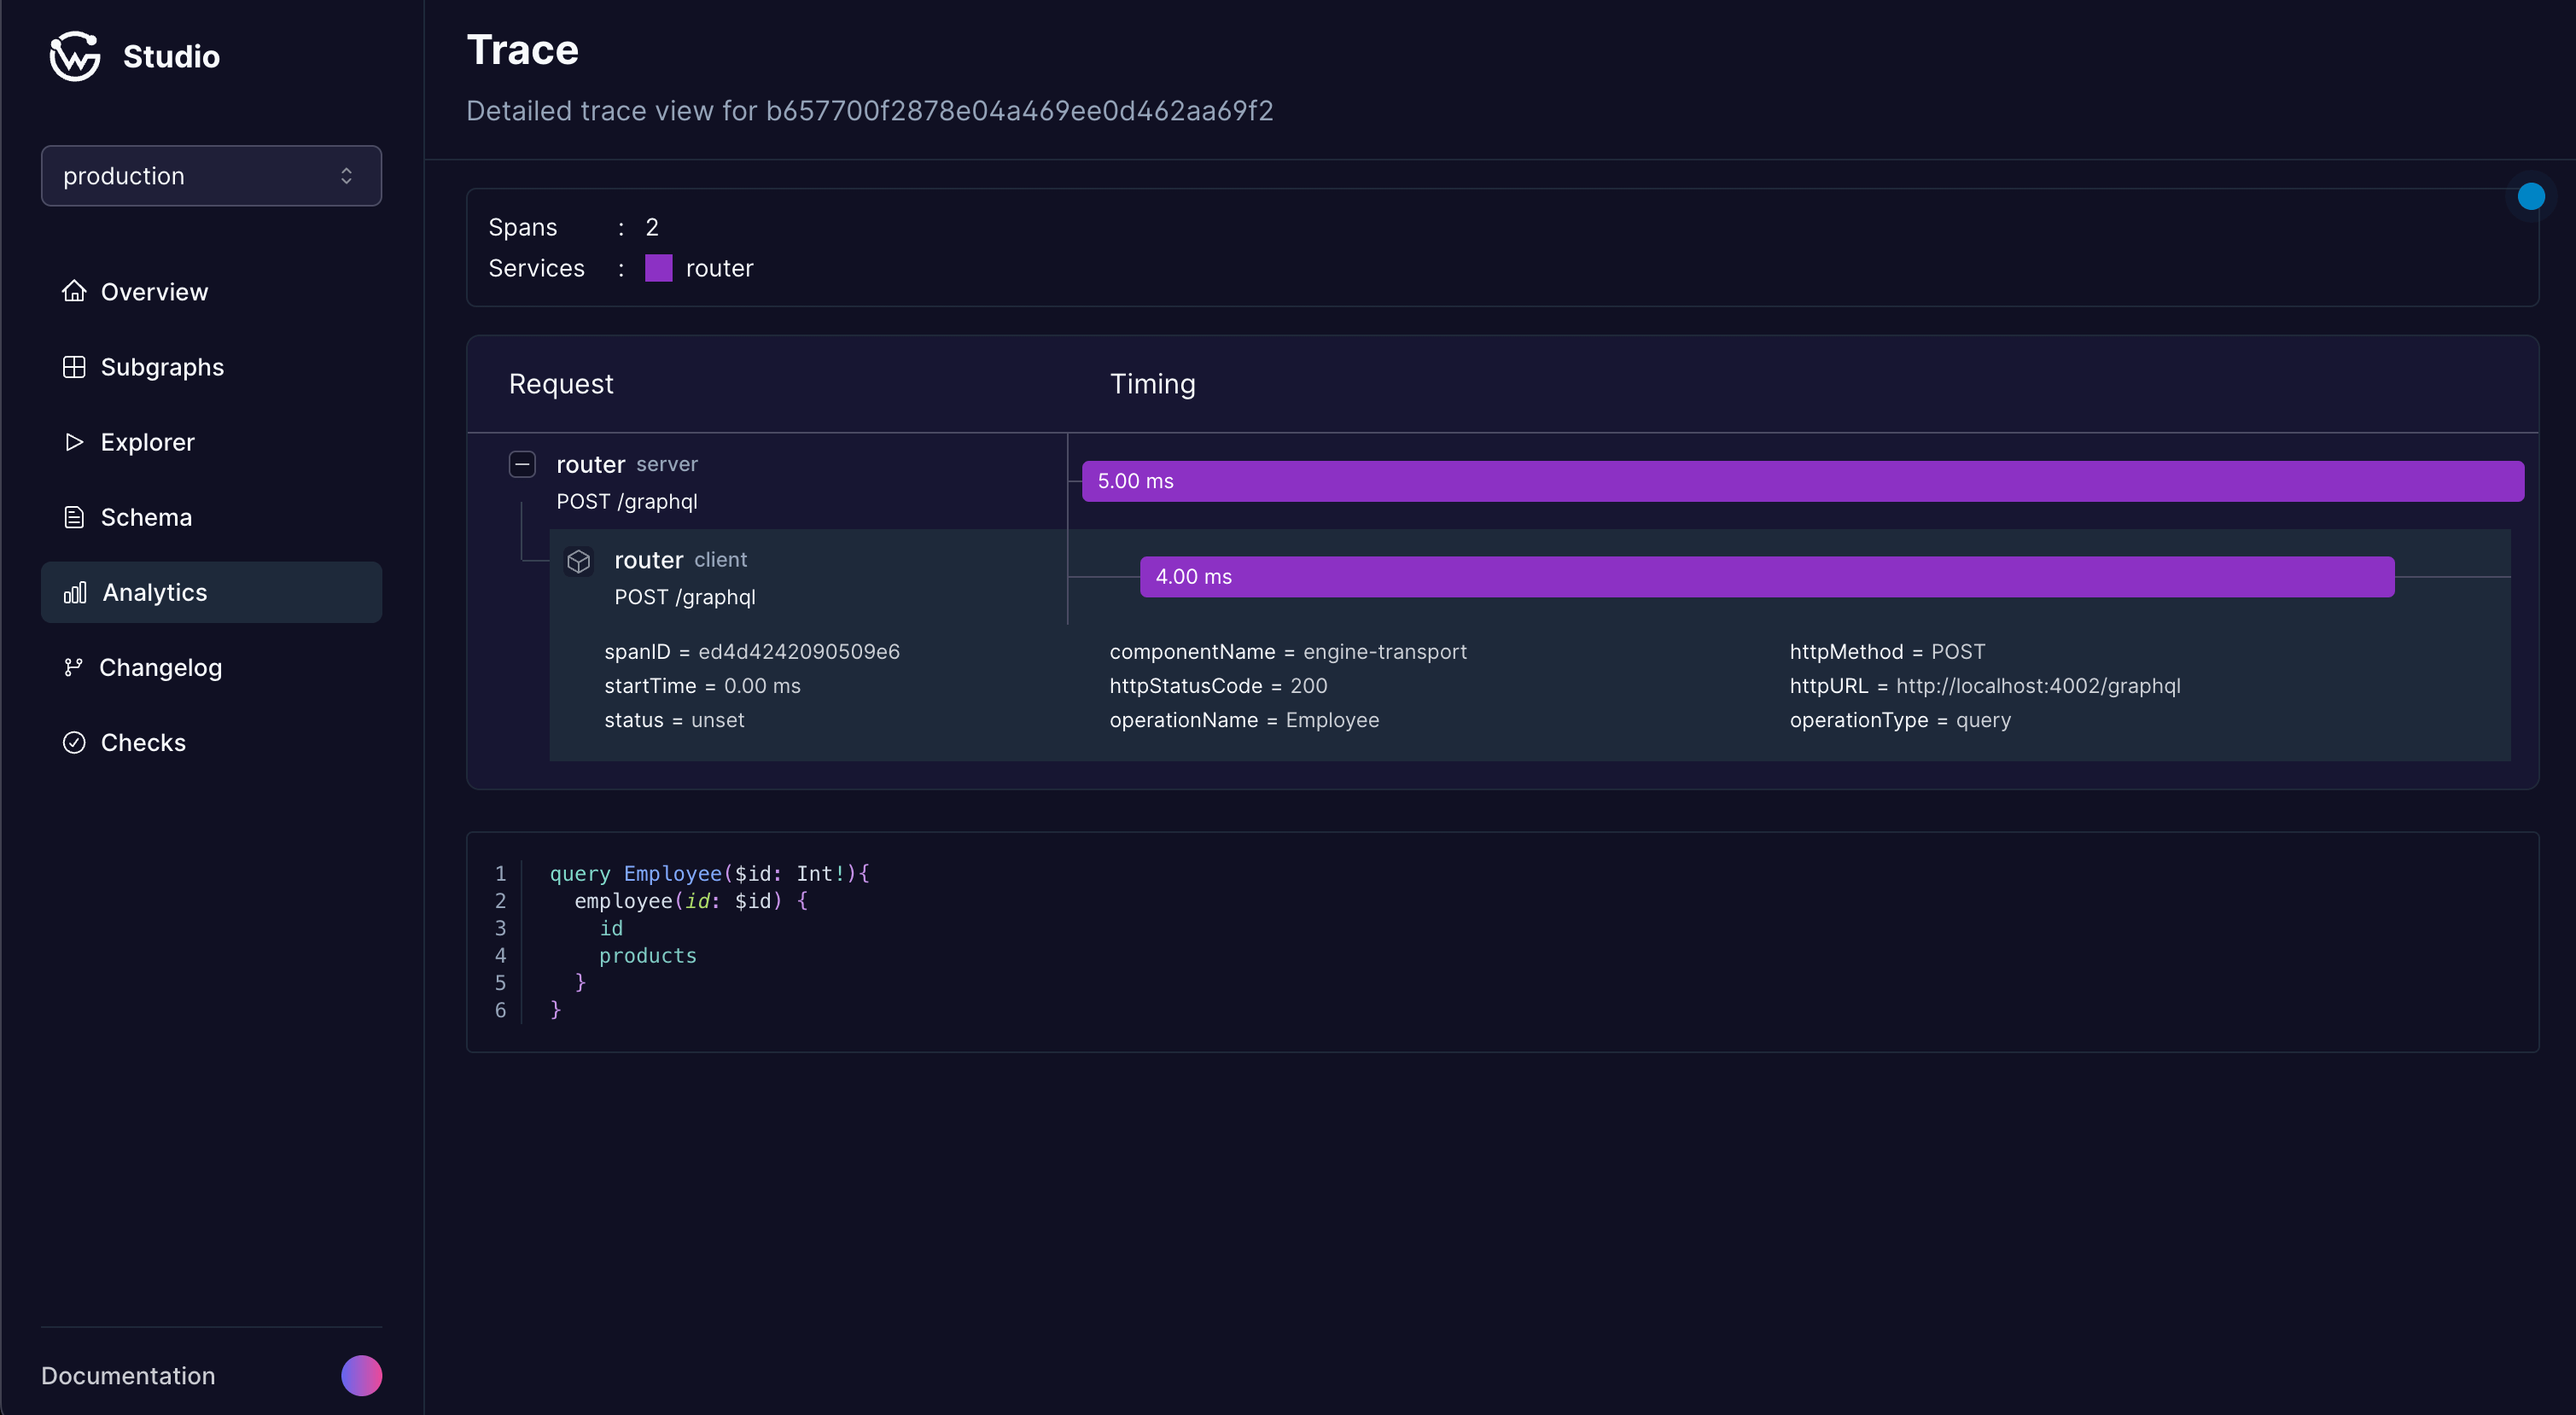 Studio
production
Overview
Subgraphs
Explorer
Schema
Analytics
Changelog
Checks
Documentation
Trace
Detailed trace view for b657700f2878e04a469ee0d462aa69f2
Spans : 2
Services : router
Request Timing
router server
POST /graphql
5.00 ms
router client
POST /graphql
4.00 ms
spanID = ed4d4242090509e6 componentName = engine-transport httpMethod = POST
startTime = 0.00 ms httpStatusCode = 200 httpURL = http://localhost:4002/graphql
status = unset operationName = Employee operationType = query
1 query Employee($id: Int!){
2   employee(id: $id) {
3     id
4     products
5   }
6 }